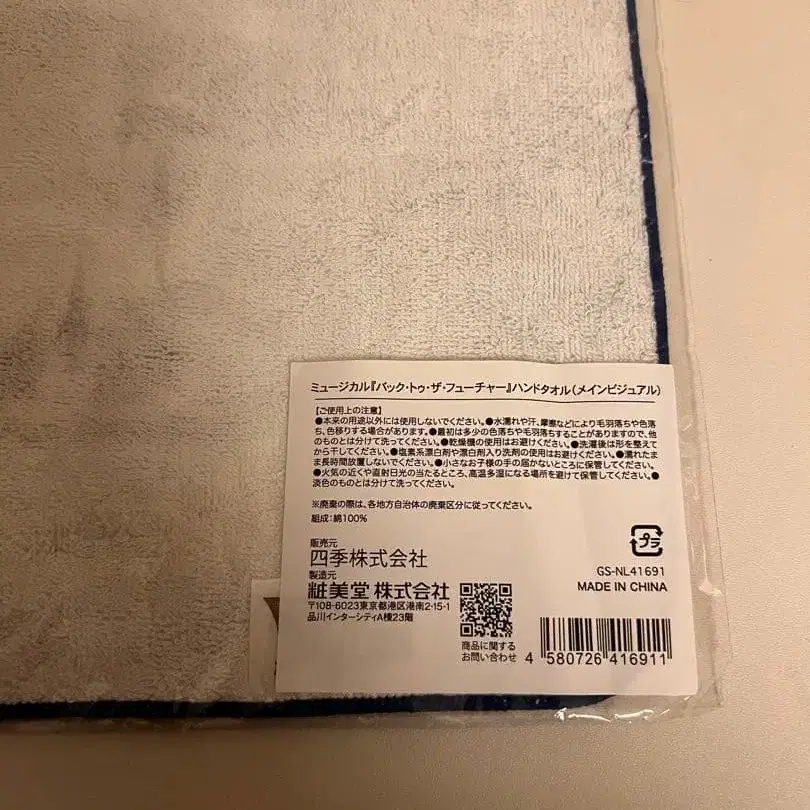 ミュージカル『バック・トゥ・ザ・フューチャー』ハンドタオル(メインビジュアル)
【ご使用上の注意】
●本来の用途以外には使用しないでください。●水濡れや汗、摩擦などにより毛羽落ちや色落
ち、色移りする場合があります。●最初は多少の色落ちや毛羽落ちすることがありますので、他
のものとは分けて洗ってください。●乾燥機の使用はお避けください。●洗濯後は形を整えて
から干してください。●塩素系漂白剤や漂白剤入り洗剤の使用はお避けください。●濡れたま
まま長時間放置しないでください。●小さなお子様の手の届かないところに保管してください。
●火気の近くや直射日光の当たるところ、高温多湿になる場所を避けて保管してください。●
淡色のものとは分けて洗ってください。
※廃棄の際は、各地方自治体の廃棄区分に従ってください。
組成:綿100%
販売元
四季株式会社
製造元
粧美堂 株式会社
〒108-6023東京都港区港南2-15-1
品川インターシティA棟23階
商品に関する
お問い合わせ
プラ
GS-NL41691
MADE IN CHINA
4 580726 416911